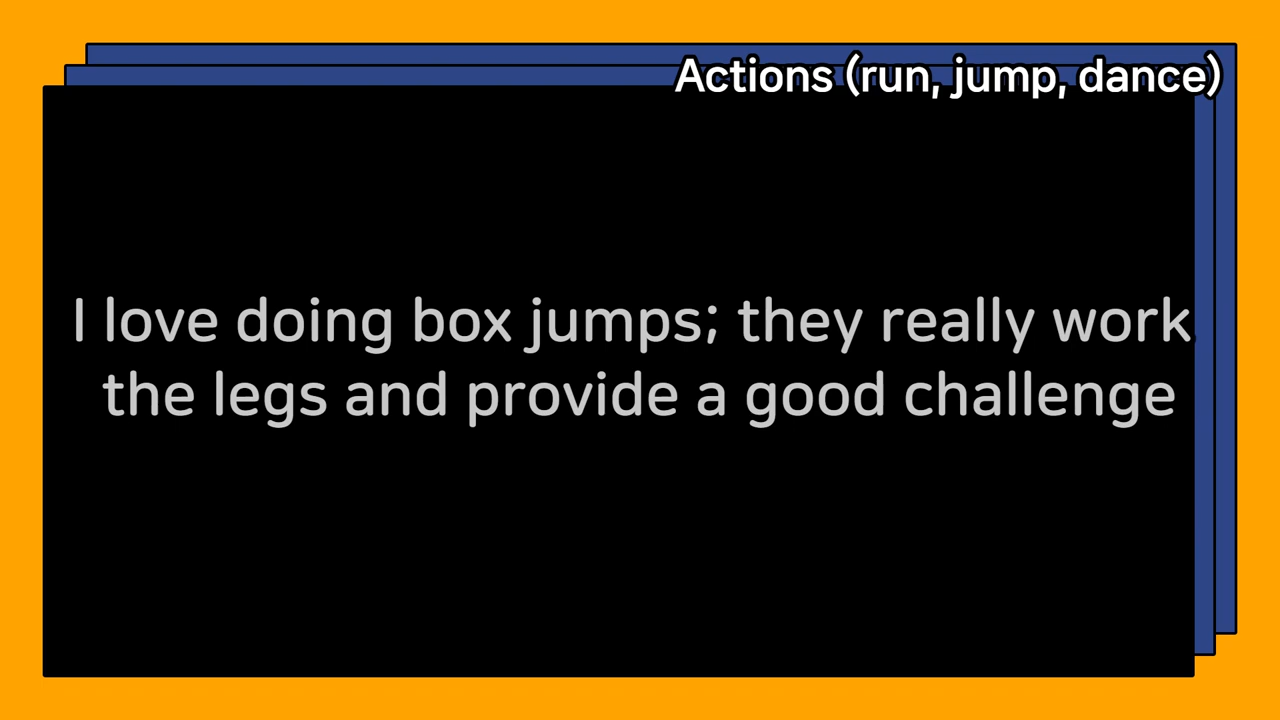 Actions (run, jump, dance)
I love doing box jumps; they really work
the legs and provide a good challenge